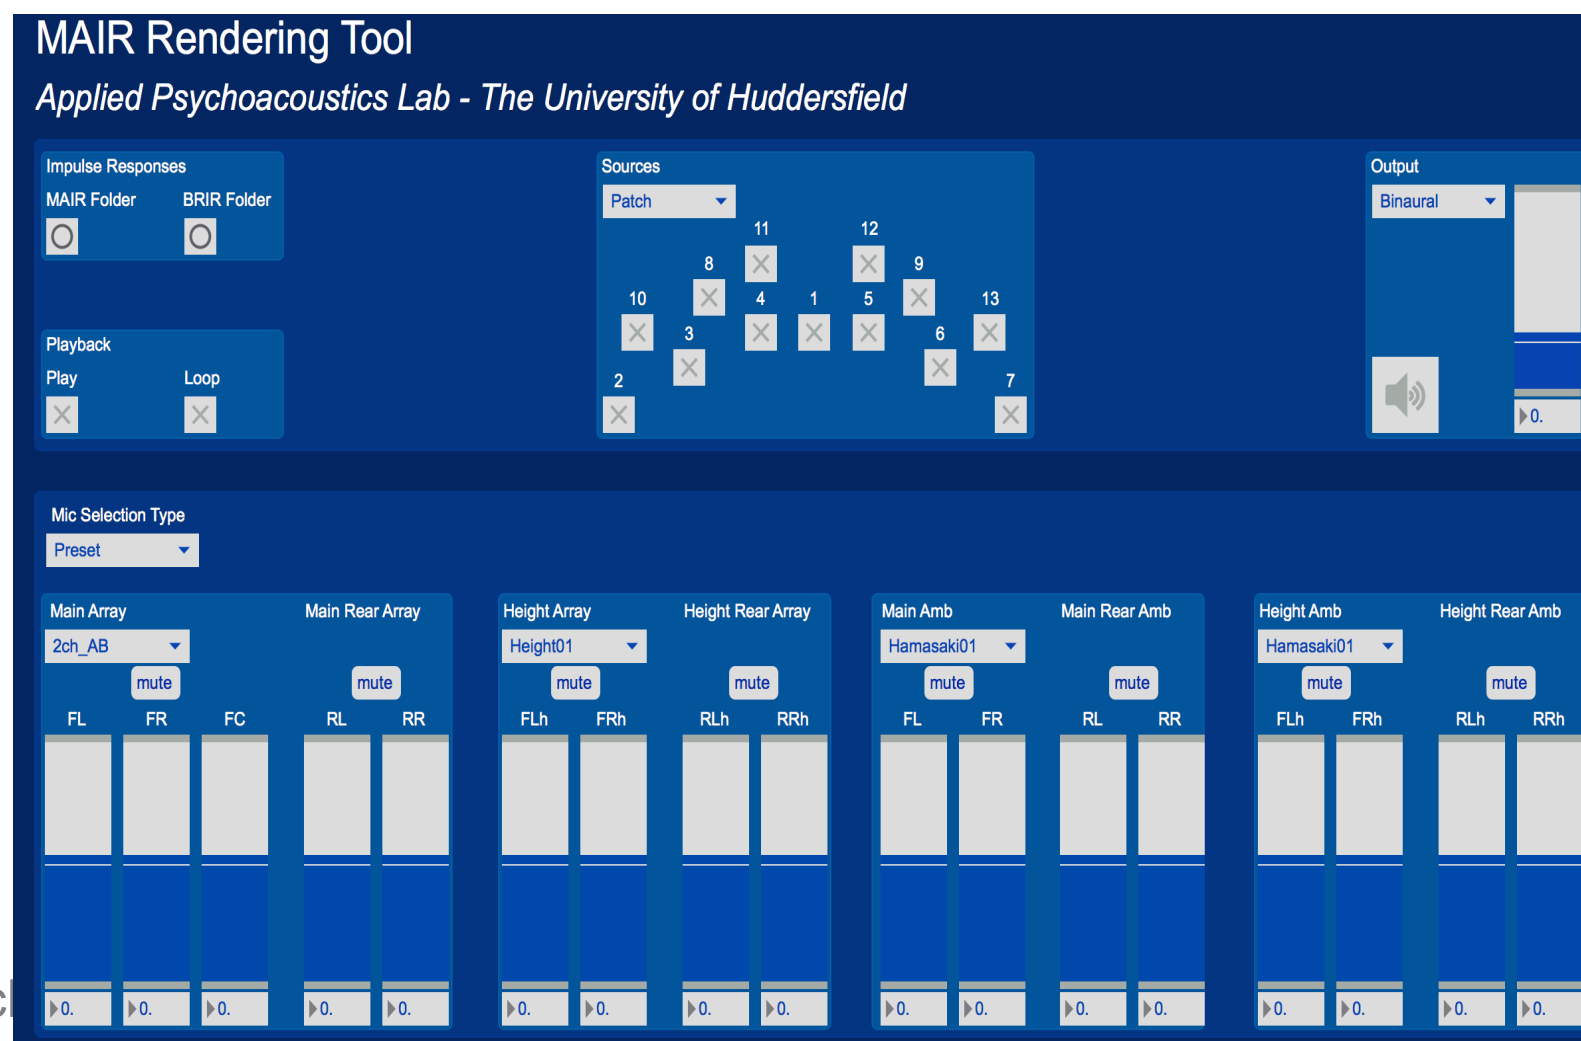 MAIR Rendering Tool
Applied Psychoacoustics Lab - The University of Huddersfield
Impulse Responses
MAIR Folder BRIR Folder
Playback
Play Loop
Sources
Patch
11 12
8 9
10 4 1 5 13
3 6
2 7
Output
Binaural
0.
Mic Selection Type
Preset
Main Array Main Rear Array
2ch_AB
mute mute
FL FR FC RL RR
0. 0. 0. 0. 0.
Height Array Height Rear Array
Height01
mute mute
FLh FRh RLh RRh
0. 0. 0. 0.
Main Amb Main Rear Amb
Hamasaki01
mute mute
FL FR RL RR
0. 0. 0. 0.
Height Amb Height Rear Amb
Hamasaki01
mute mute
FLh FRh RLh RRh
0. 0. 0. 0.